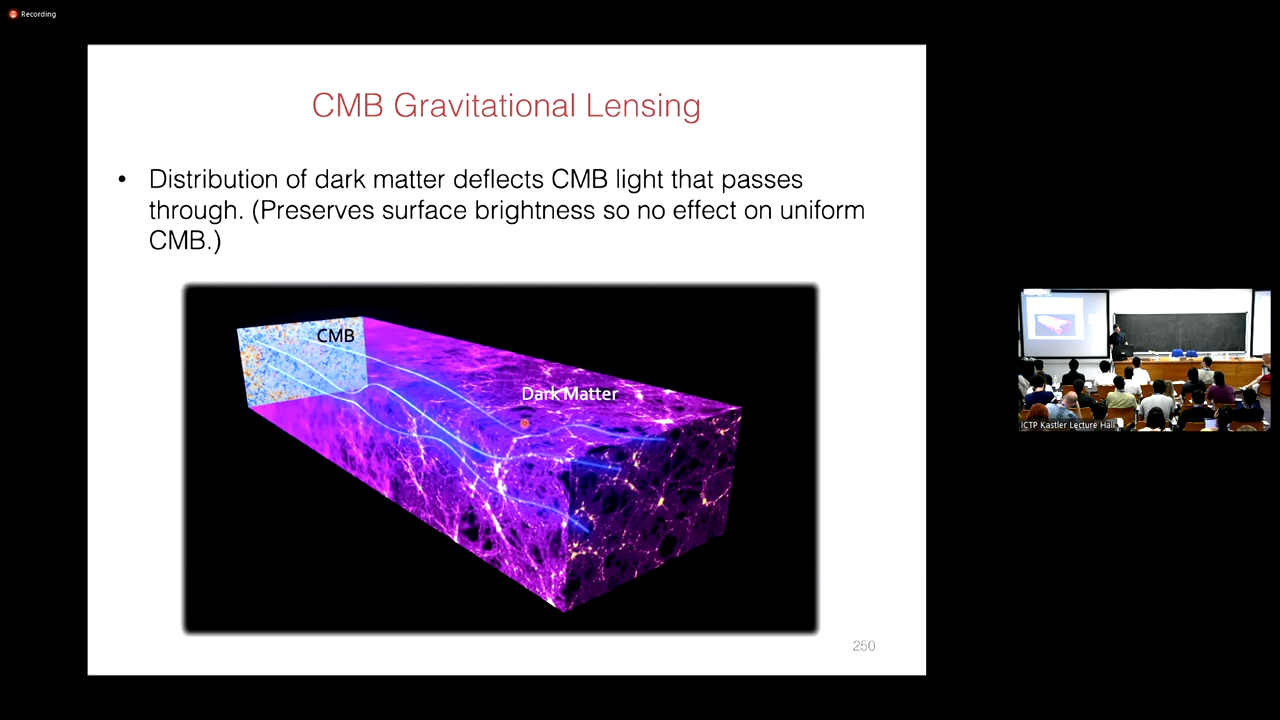 Recording
CMB Gravitational Lensing
• Distribution of dark matter deflects CMB light that passes
through. (Preserves surface brightness so no effect on uniform
CMB.)
CMB
Dark Matter
250
ICTP Kastler Lecture Hall